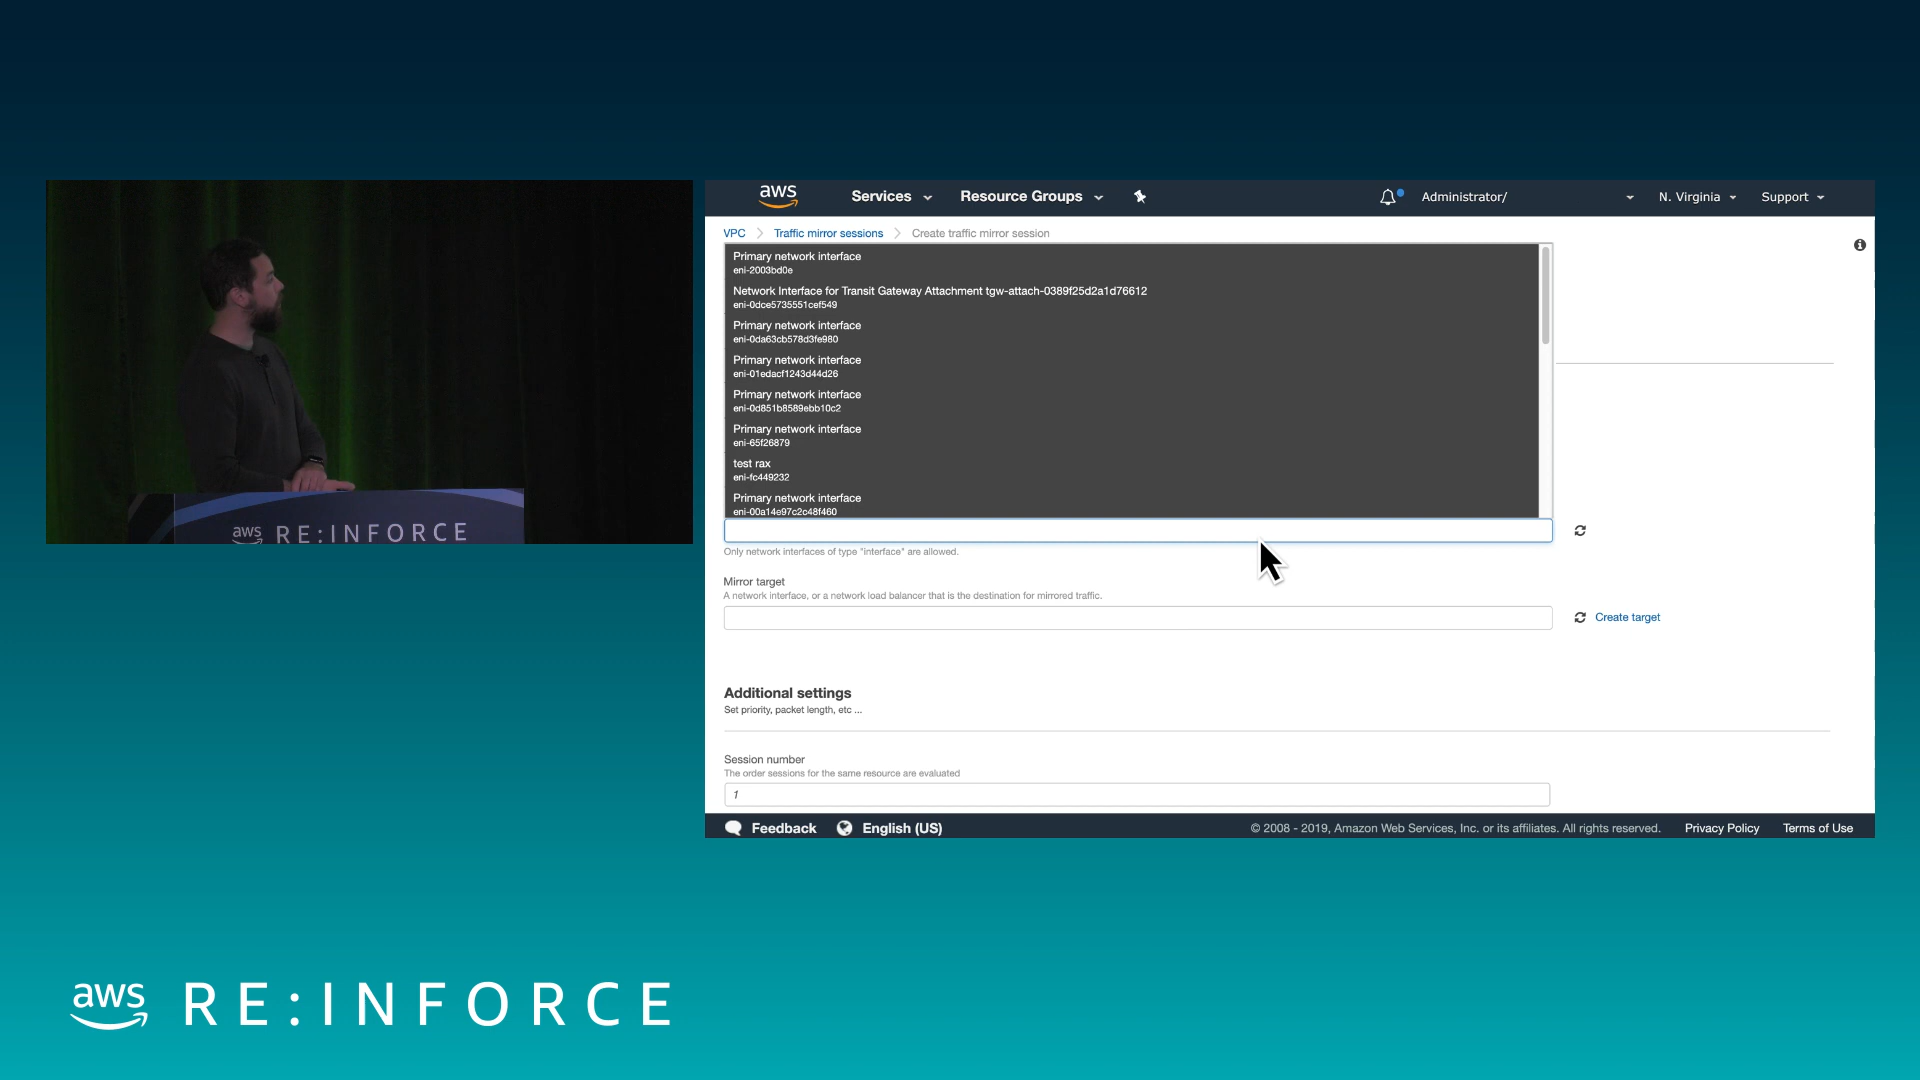 aws RE:INFORCE
aws Services Resource Groups Administrator/ N. Virginia Support
VPC Traffic mirror sessions Create traffic mirror session
Primary network interface
eni-2003bd0e
Network Interface for Transit Gateway Attachment tgw-attach-0389f25d2a1d76612
eni-0dce5735551cef549
Primary network interface
eni-0da63cb578d3fe980
Primary network interface
eni-01edacf1243d44d26
Primary network interface
eni-0d851b8589ebb10c2
Primary network interface
eni-65f26879
test rax
eni-fc449232
Primary network interface
eni-00a14e97c2c48f460
Only network interfaces of type "interface" are allowed.
Mirror target
A network interface, or a network load balancer that is the destination for mirrored traffic.
Create target
Additional settings
Set priority, packet length, etc ...
Session number
The order sessions for the same resource are evaluated
1
Feedback English (US) © 2008 - 2019, Amazon Web Services, Inc. or its affiliates. All rights reserved. Privacy Policy Terms of Use
aws RE:INFORCE